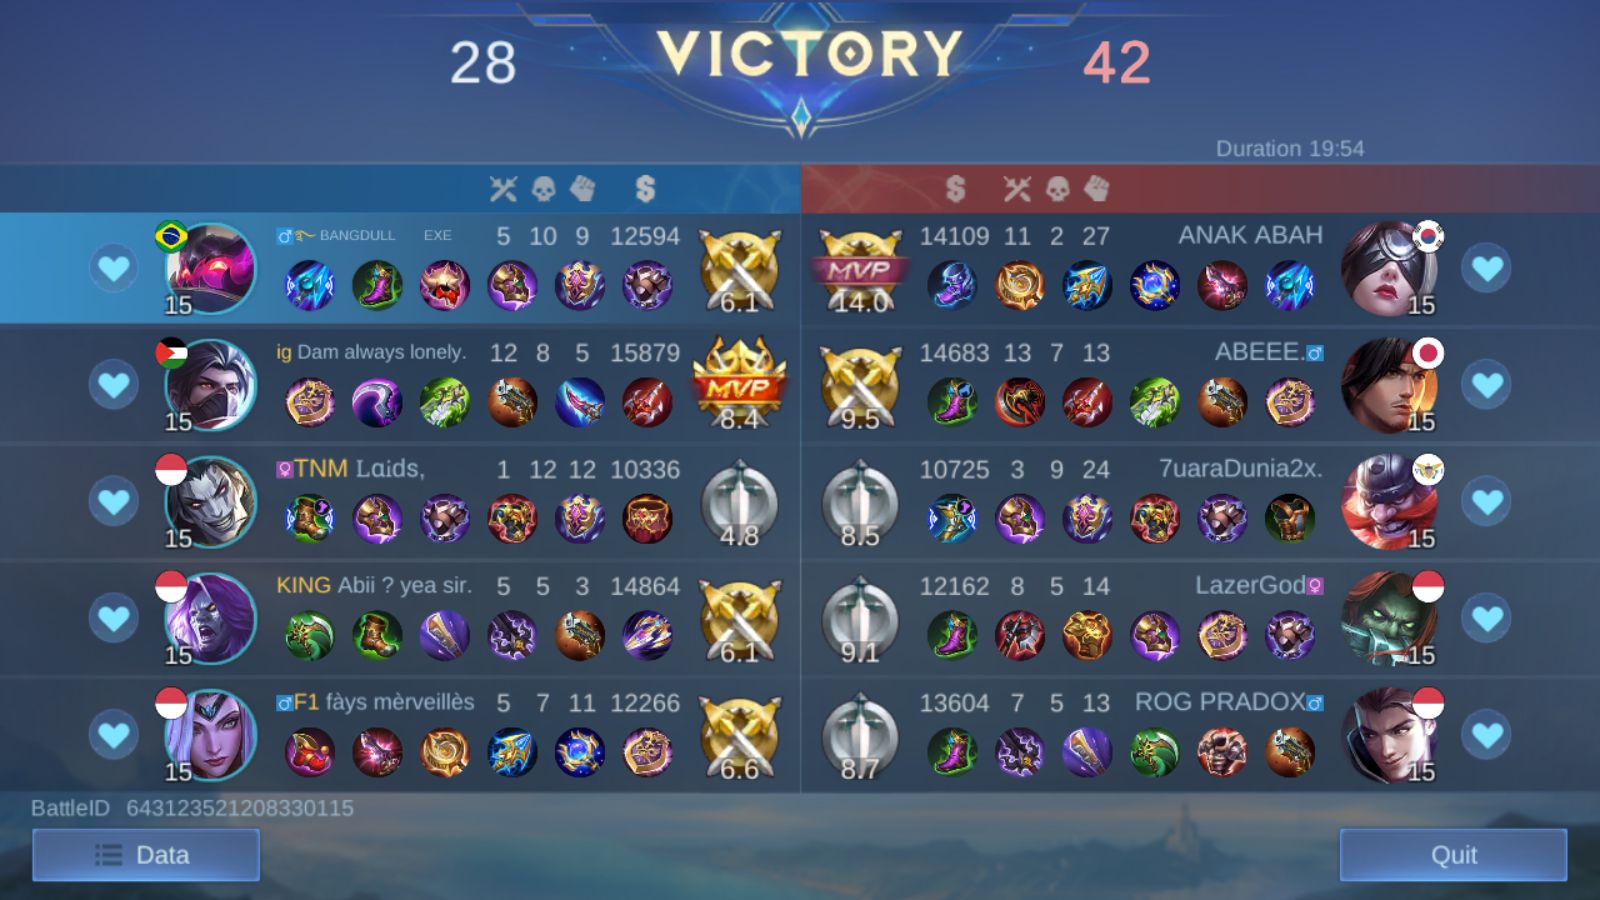 28 VICTORY 42
Duration 19:54
BANGDULL EXE 5 10 9 12594 6.1 15
MVP 14.0 14109 11 2 27 ANAK ABAH 15
ig Dam always lonely. 12 8 5 15879 MVP 8.4 15
9.5 14683 13 7 13 ABEEE. 15
TNM Lɑids, 1 12 12 10336 4.8 15
8.5 10725 3 9 24 7uaraDunia2x. 15
KING Abii ? yea sir. 5 5 3 14864 6.1 15
9.1 12162 8 5 14 LazerGod 15
F1 fàys mèrveillès 5 7 11 12266 6.6 15
8.7 13604 7 5 13 ROG PRADOX 15
BattleID 643123521208330115
Data
Quit